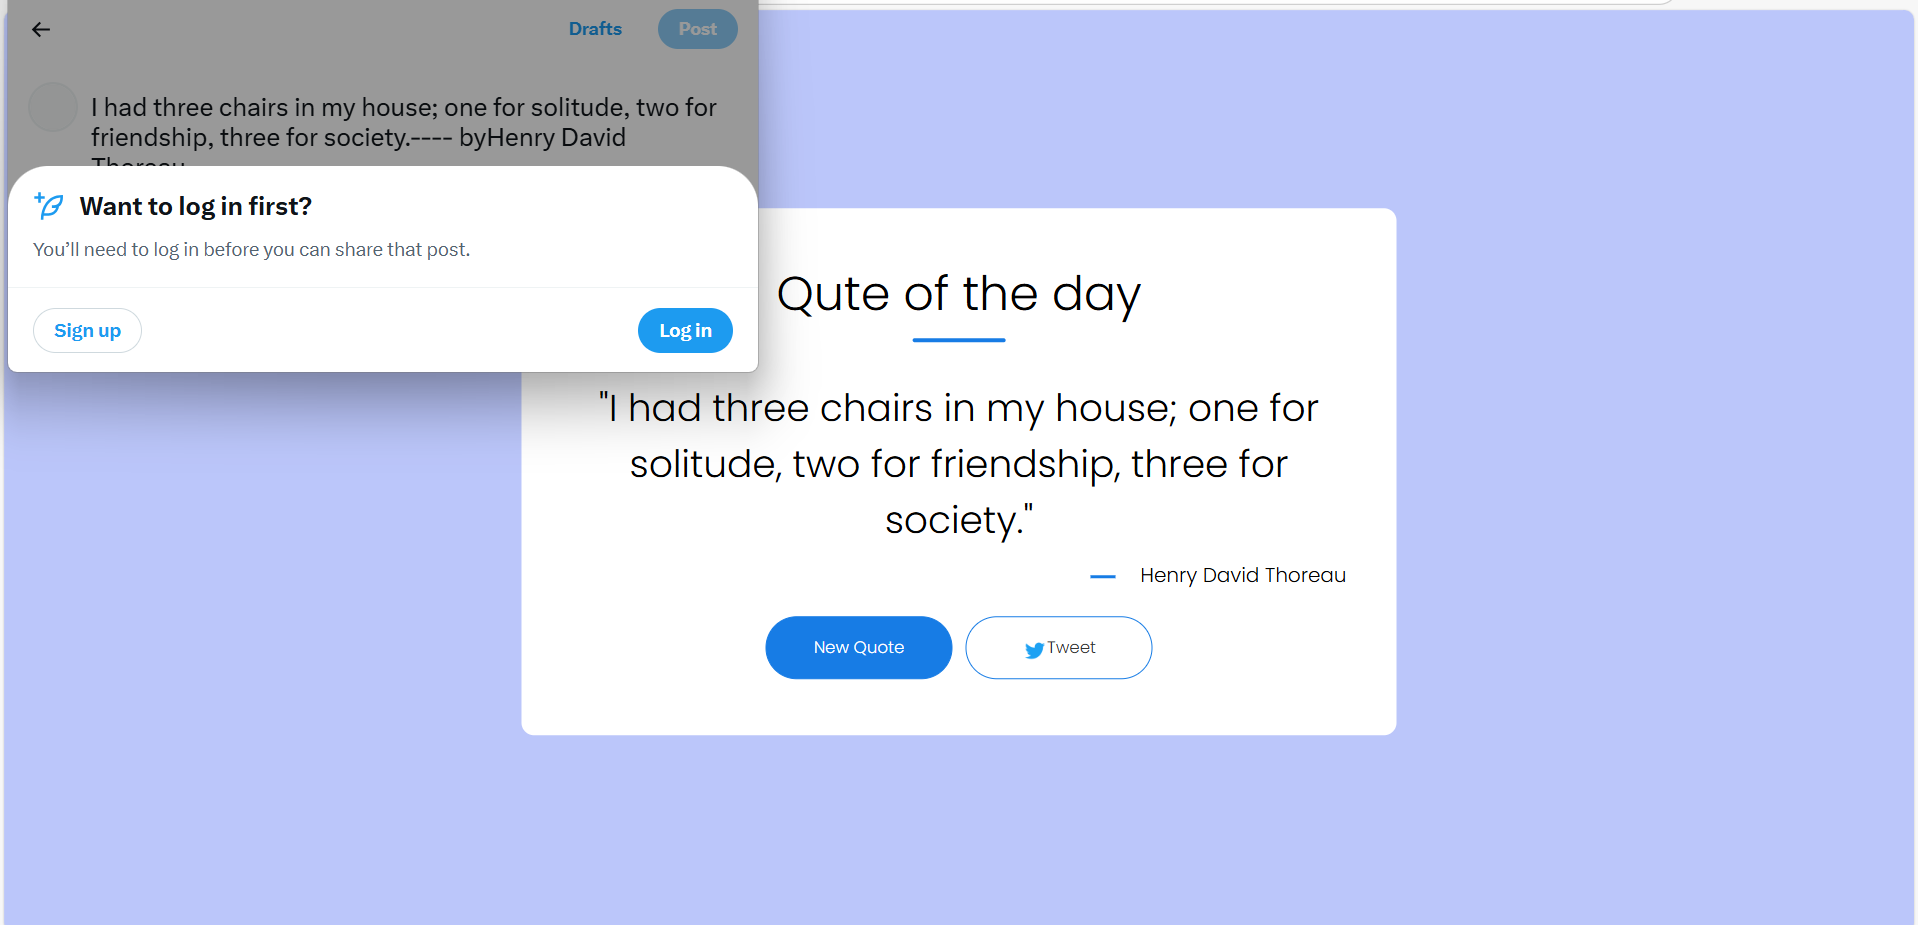 Drafts
Post
I had three chairs in my house; one for solitude, two for
friendship, three for society.---- byHenry David
Thoreau
Want to log in first?
You’ll need to log in before you can share that post.
Sign up
Log in
Qute of the day
"I had three chairs in my house; one for
solitude, two for friendship, three for
society."
Henry David Thoreau
New Quote
Tweet